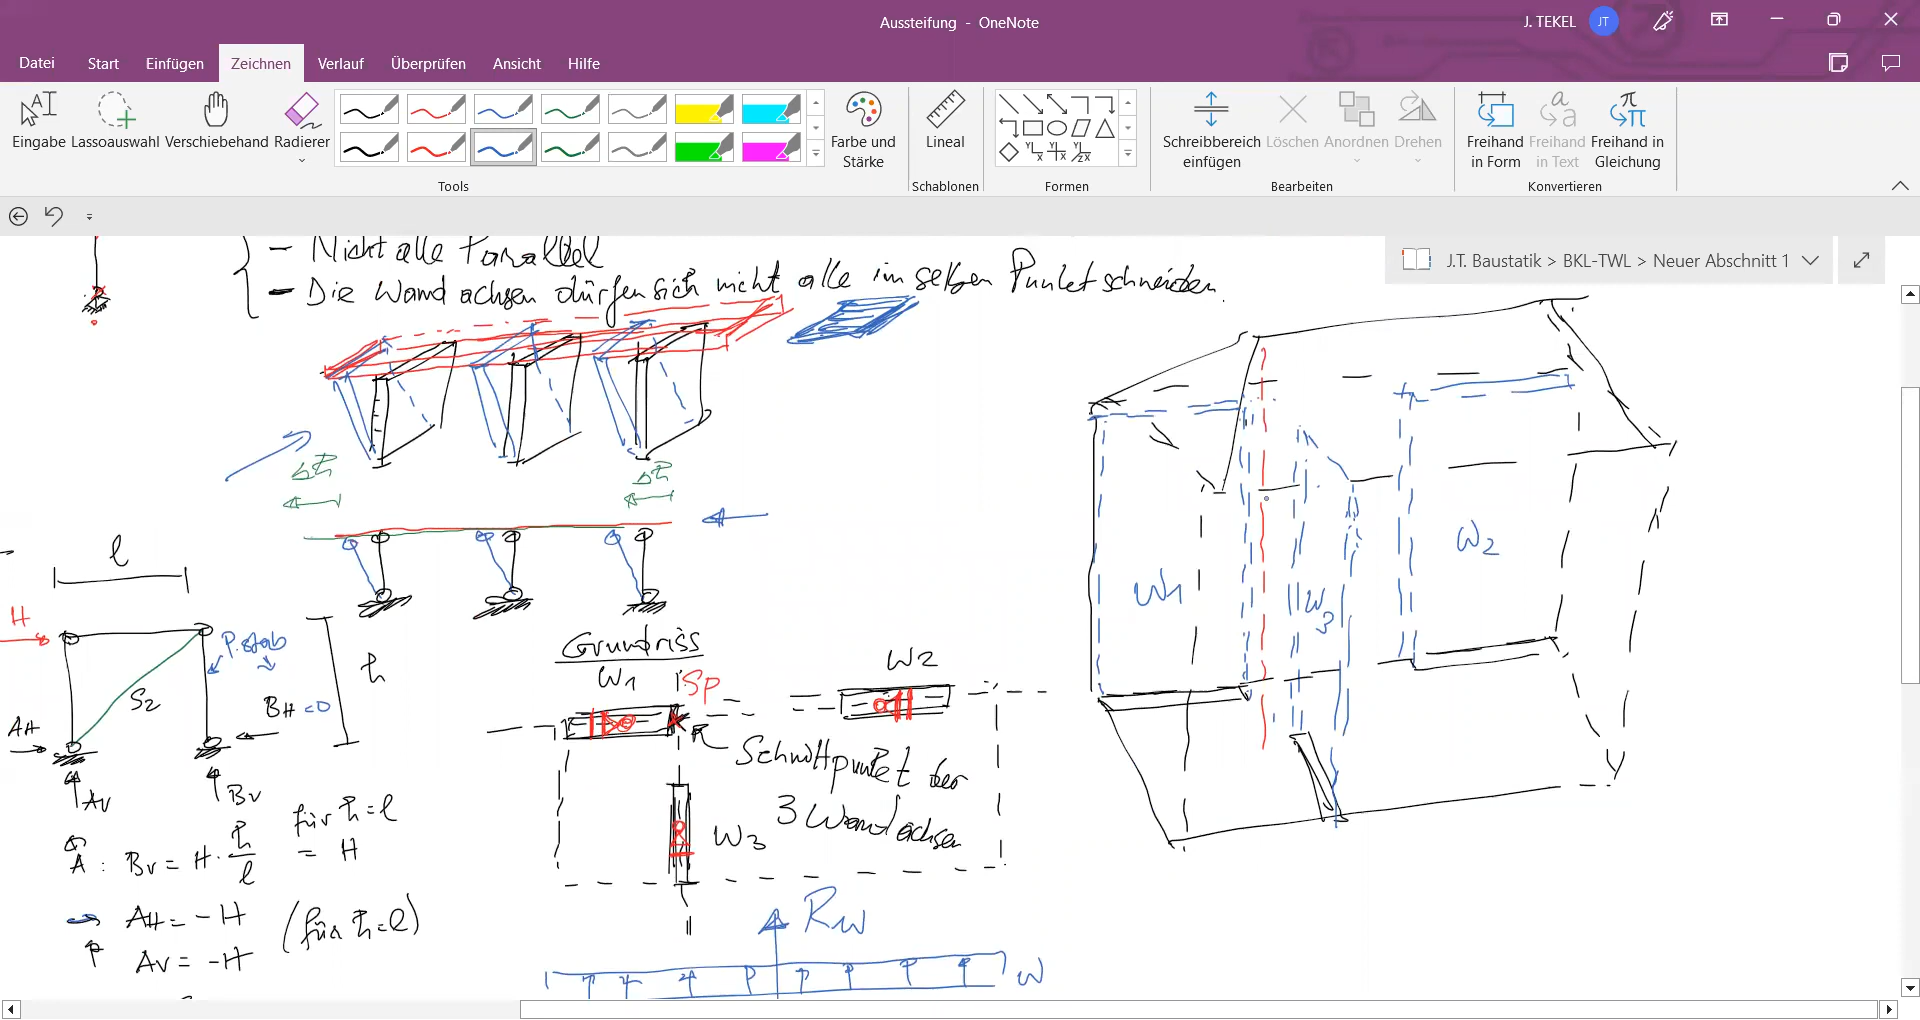 Aussteifung - OneNote
J. TEKEL
JT
Datei
Start
Einfügen
Zeichnen
Verlauf
Überprüfen
Ansicht
Hilfe
Eingabe
Lassoauswahl
Verschiebehand
Radierer
Farbe und
Stärke
Lineal
Schreibbereich
einfügen
Löschen
Anordnen
Drehen
Freihand
in Form
Freihand
in Text
Freihand in
Gleichung
Tools
Schablonen
Formen
Bearbeiten
Konvertieren
J.T. Baustatik > BKL-TWL > Neuer Abschnitt 1
- Nicht alle Parallel
- Die Wandachsen dürfen sich nicht alle im selben Punkt schneiden.
Δh
Δh
l
H
P.stab
S2
h
AH
BH =0
Av
Bv
A : Bv = H · h/l
für h=l
= H
AH = -H
(für h=l)
Av = -H
Grundriss
W1
Sp
W2
W3
Schnittpunkt der
3 Wandachsen
Rw
w
W1
W2
W3